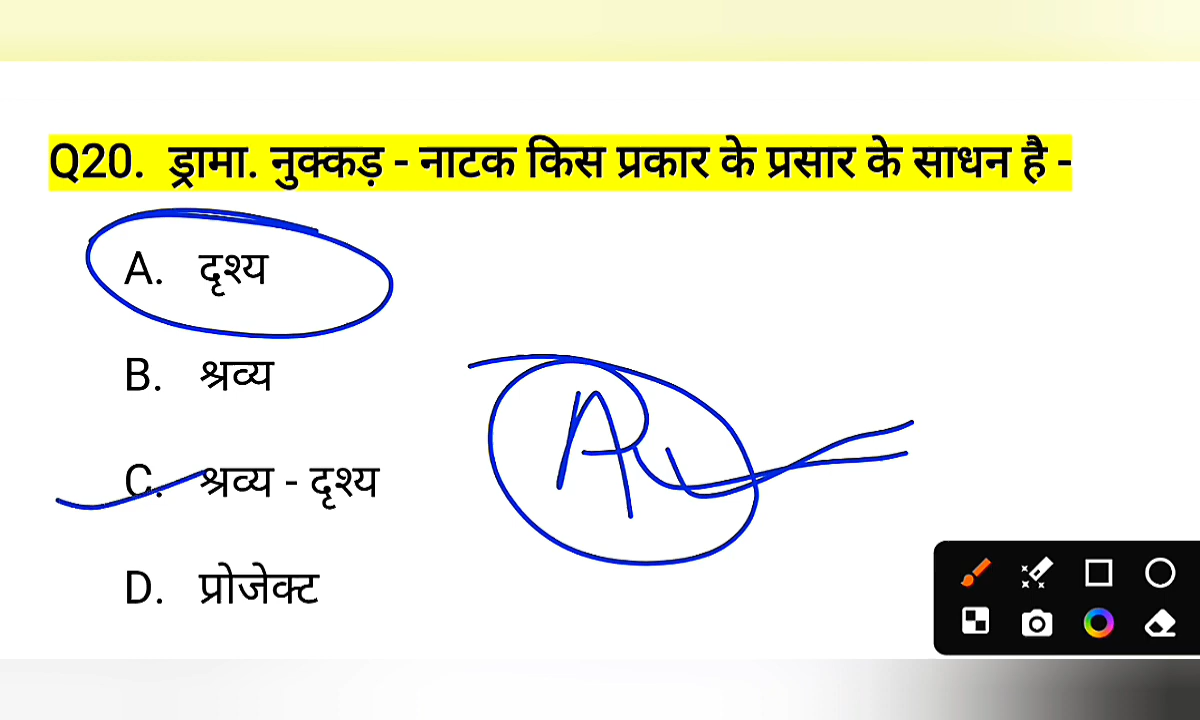 Q20. ड्रामा. नुक्कड़ - नाटक किस प्रकार के प्रसार के साधन है -
A. दृश्य
B. श्रव्य
C. श्रव्य - दृश्य
D. प्रोजेक्ट
A